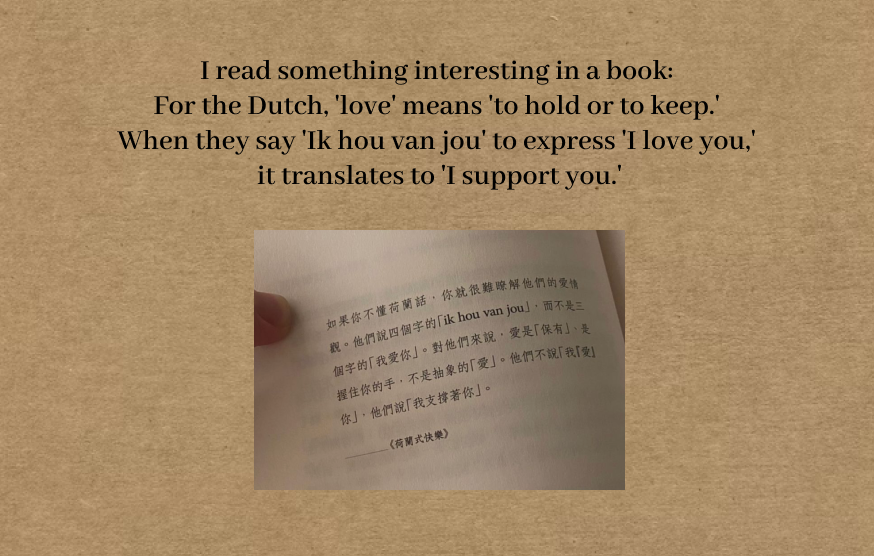 I read something interesting in a book:
For the Dutch, 'love' means 'to hold or to keep.'
When they say 'Ik hou van jou' to express 'I love you,'
it translates to 'I support you.'
如果你不懂荷蘭話，你就很難瞭解他們的愛情
觀。他們說四個字的「ik hou van jou」，而不是三
個字的「我愛你」。對他們來說，愛是「保有」，是
握住你的手，不是抽象的「愛」。他們不說「我『愛』
你」，他們說「我支撐著你」。
《荷蘭式快樂》